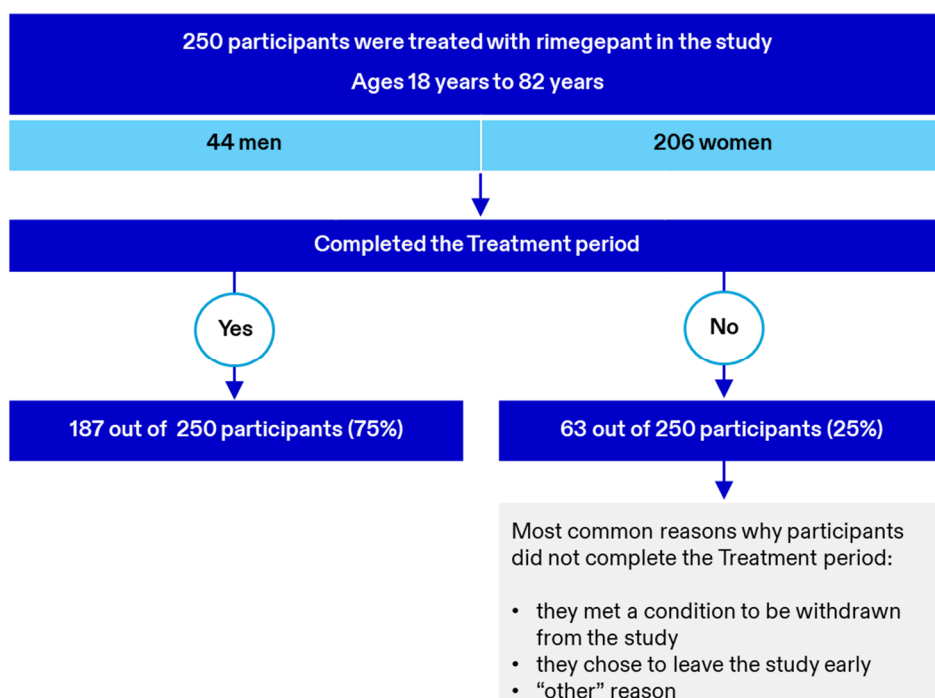 250 participants were treated with rimegepant in the study
Ages 18 years to 82 years
44 men
206 women
Completed the Treatment period
Yes
No
187 out of 250 participants (75%)
63 out of 250 participants (25%)
Most common reasons why participants
did not complete the Treatment period:
• they met a condition to be withdrawn
from the study
• they chose to leave the study early
• “other” reason